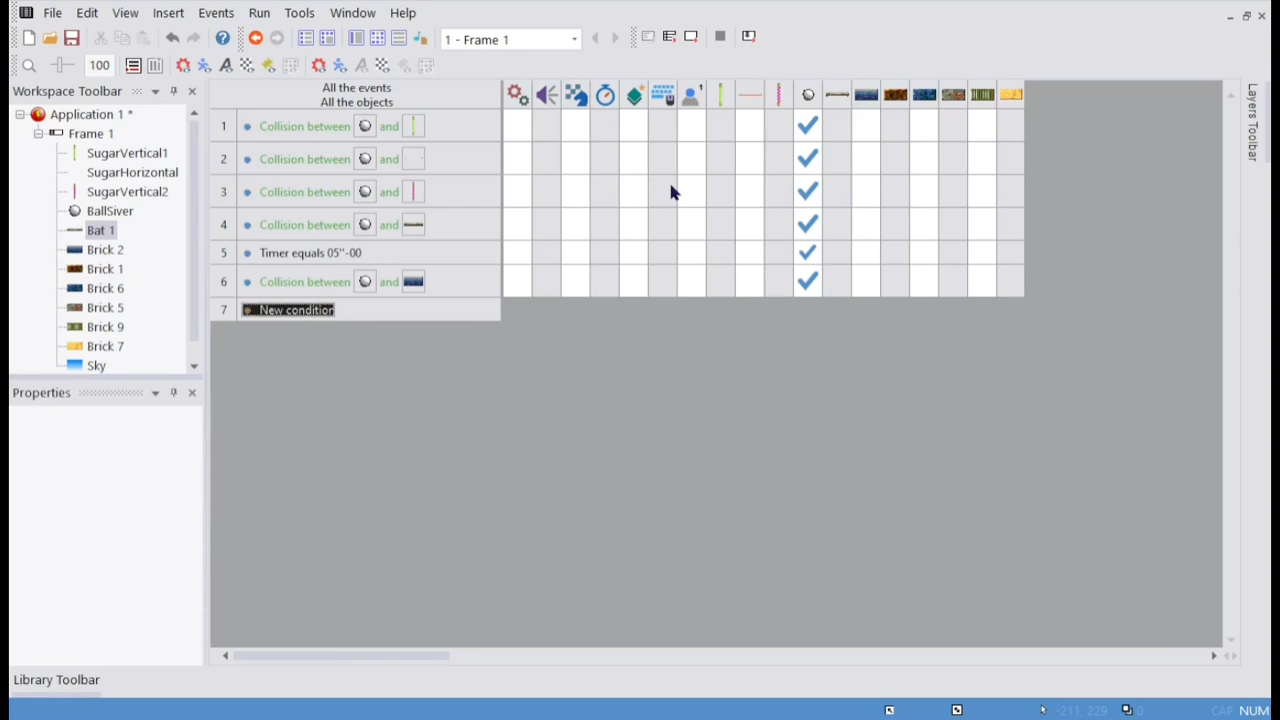 File Edit View Insert Events Run Tools Window Help
1 - Frame 1
100
Workspace Toolbar
Application 1 *
Frame 1
SugarVertical1
SugarHorizontal
SugarVertical2
BallSiver
Bat 1
Brick 2
Brick 1
Brick 6
Brick 5
Brick 9
Brick 7
Sky
Properties
All the events
All the objects
1 Collision between and
2 Collision between and
3 Collision between and
4 Collision between and
5 Timer equals 05''-00
6 Collision between and
7 New condition
Layers Toolbar
Library Toolbar
-211, 229 0 CAP NUM